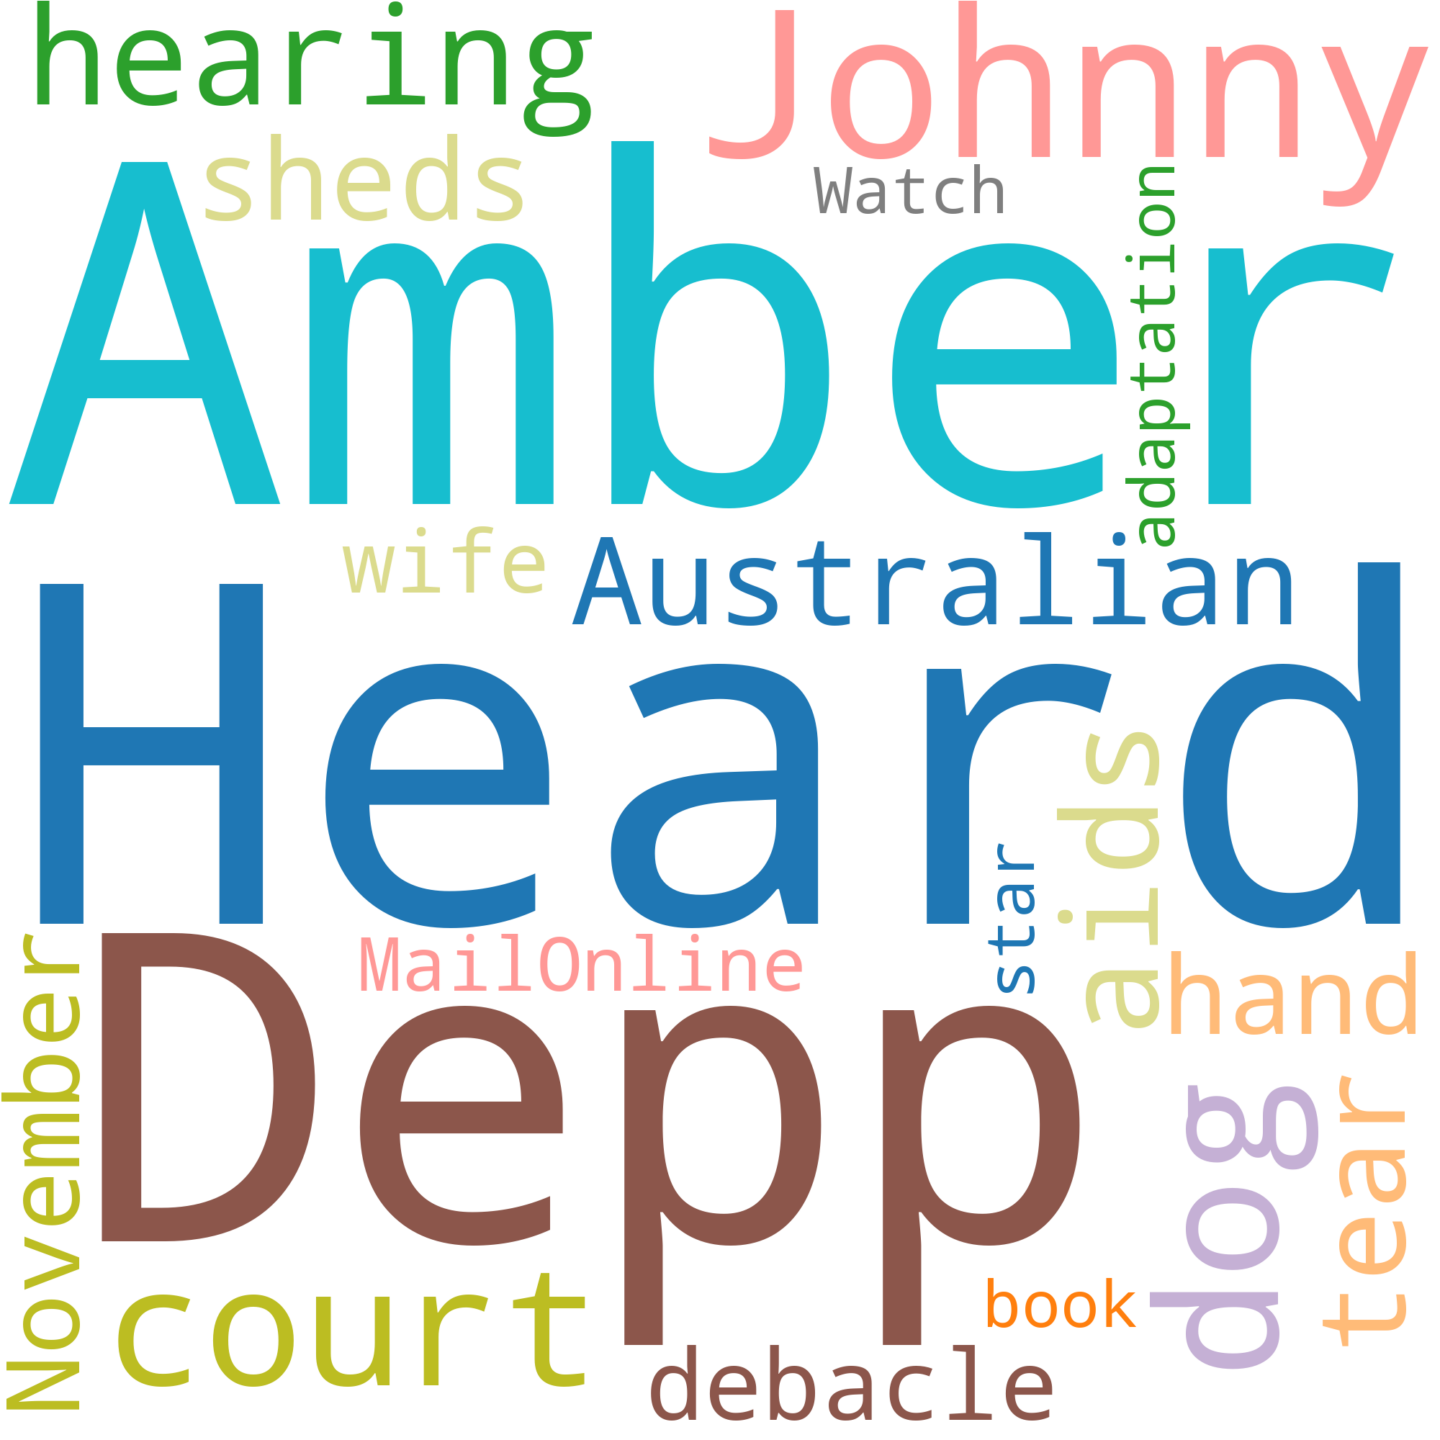 hearing
Johnny
sheds
Watch
Amber
adaptation
wife
Australian
Heard
aids
star
MailOnline
hand
November
Depp
dog
tear
court
book
debacle